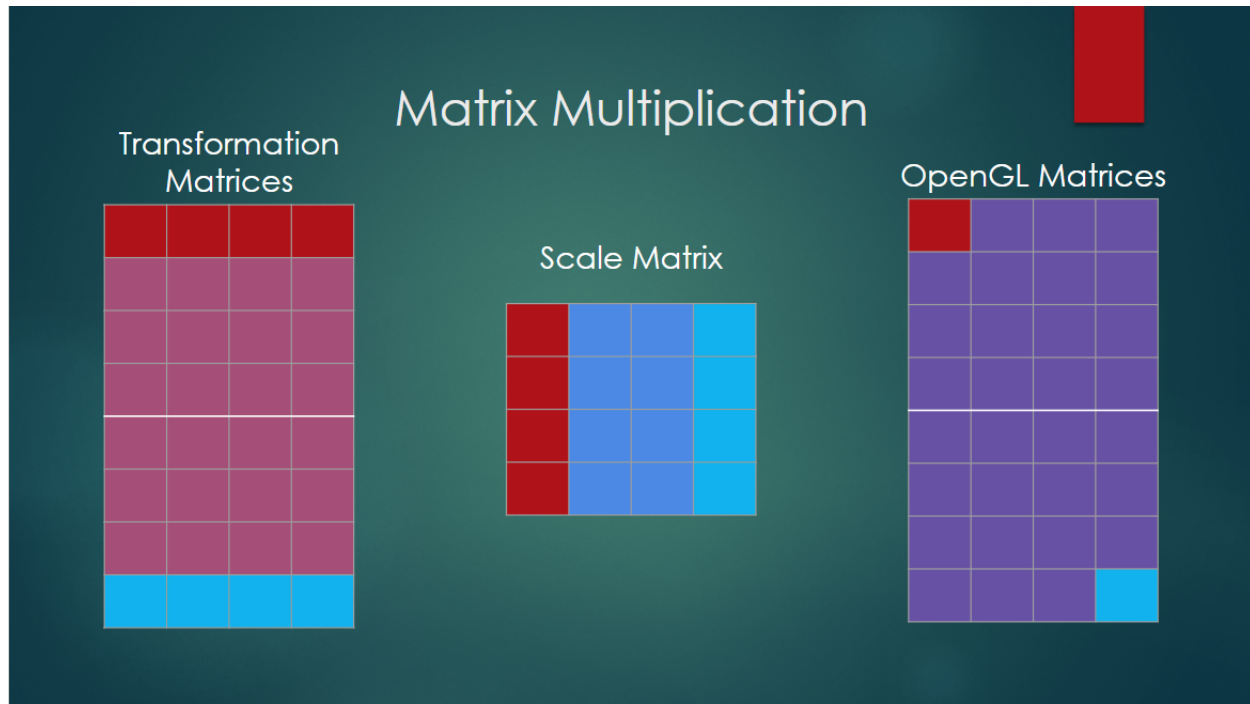 Matrix Multiplication
Transformation
Matrices
Scale Matrix
OpenGL Matrices